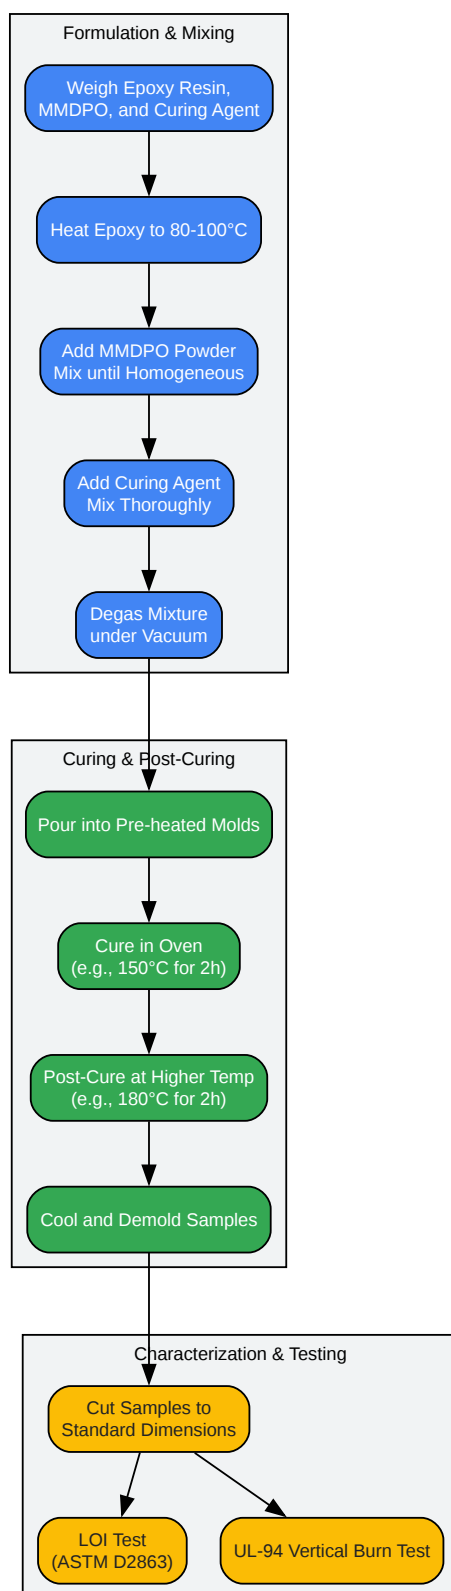 Formulation & Mixing
Weigh Epoxy Resin,
MMDPO, and Curing Agent
Heat Epoxy to 80-100°C
Add MMDPO Powder
Mix until Homogeneous
Add Curing Agent
Mix Thoroughly
Degas Mixture
under Vacuum
Curing & Post-Curing
Pour into Pre-heated Molds
Cure in Oven
(e.g., 150°C for 2h)
Post-Cure at Higher Temp
(e.g., 180°C for 2h)
Cool and Demold Samples
Characterization & Testing
Cut Samples to
Standard Dimensions
LOI Test
(ASTM D2863)
UL-94 Vertical Burn Test